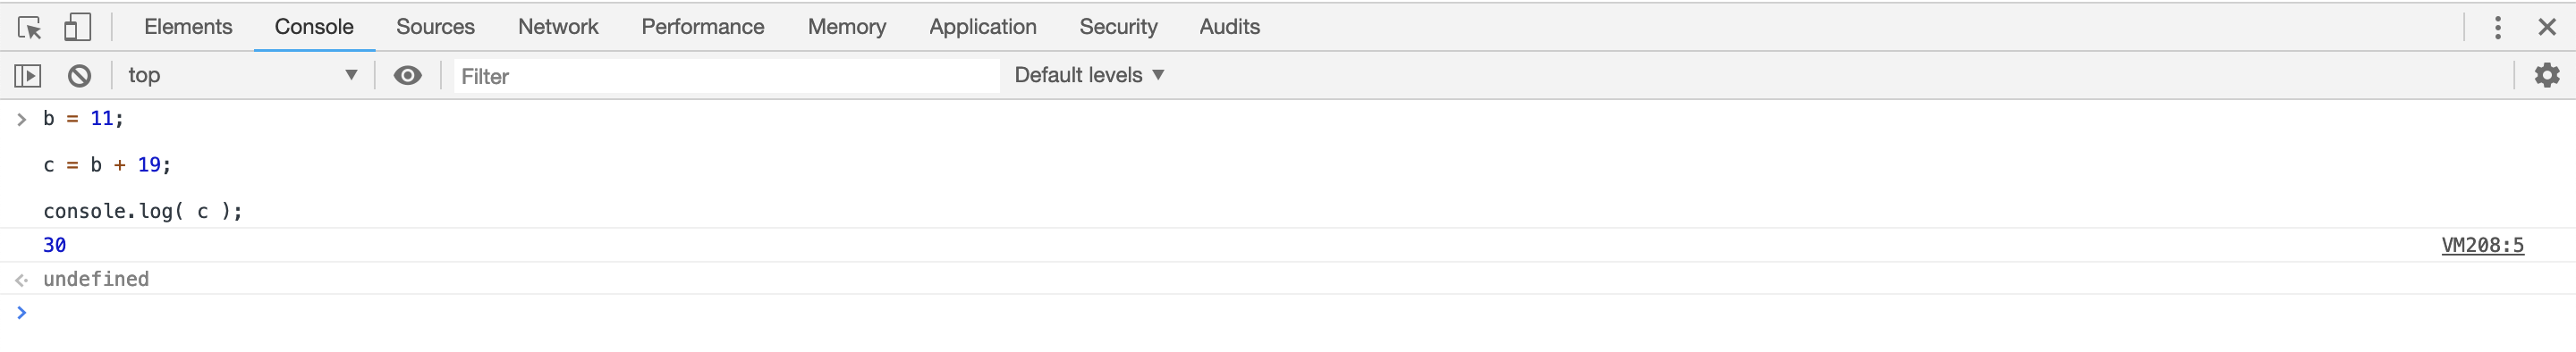 Elements Console Sources Network Performance Memory Application Security Audits
top Filter Default levels
b = 11;
c = b + 19;
console.log( c );
30 VM208:5
undefined